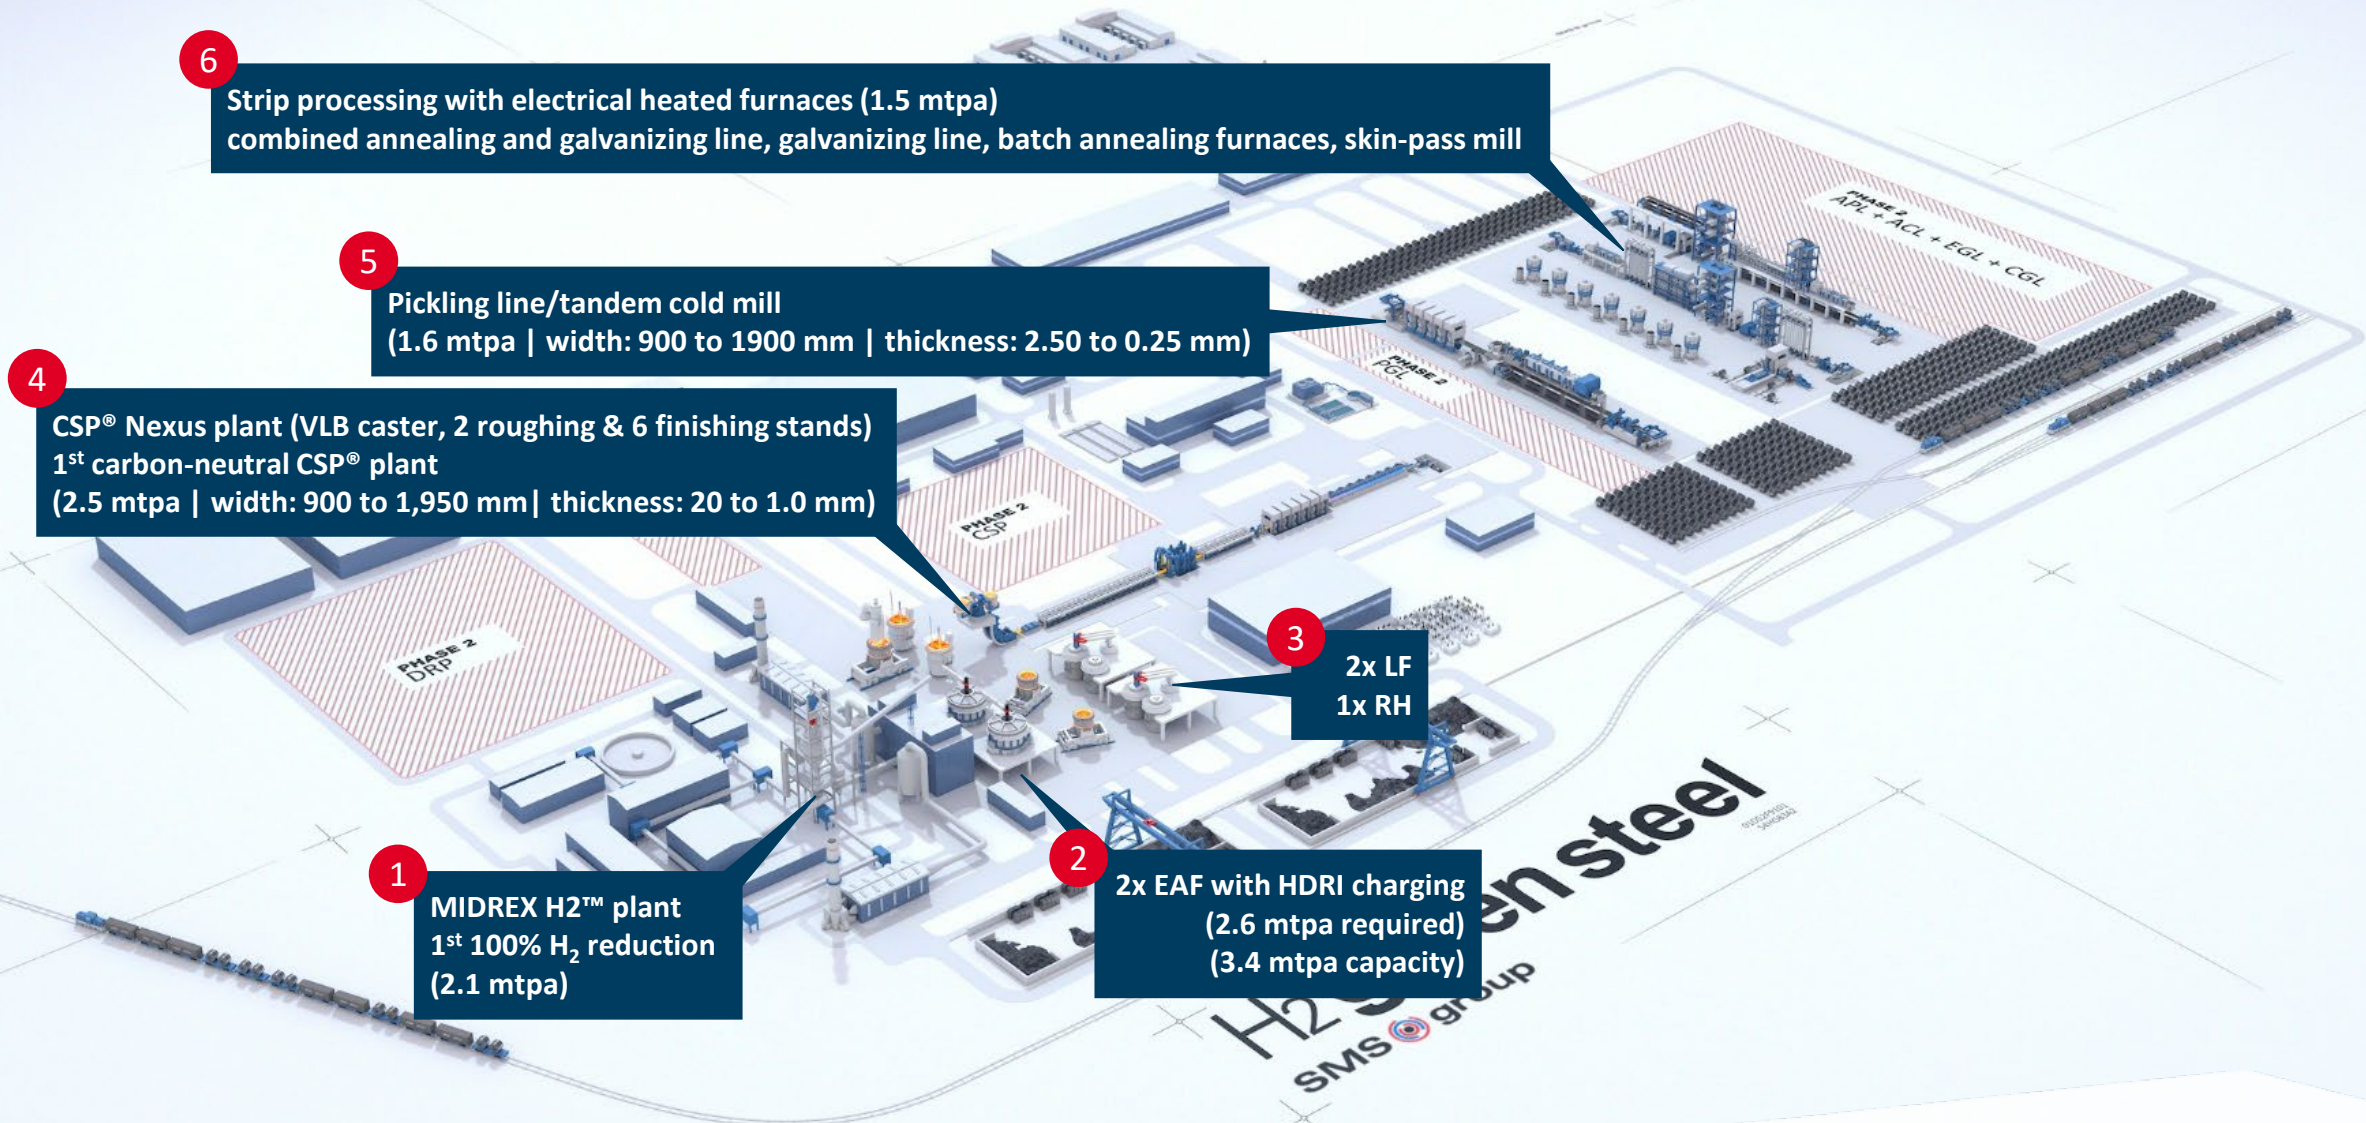 6
Strip processing with electrical heated furnaces (1.5 mtpa)
combined annealing and galvanizing line, galvanizing line, batch annealing furnaces, skin-pass mill
PHASE 2
APL + ACL + EGL + CGL
5
Pickling line/tandem cold mill
(1.6 mtpa | width: 900 to 1900 mm | thickness: 2.50 to 0.25 mm)
PHASE 2
PGL
4
CSP® Nexus plant (VLB caster, 2 roughing & 6 finishing stands)
1st carbon-neutral CSP® plant
(2.5 mtpa | width: 900 to 1,950 mm| thickness: 20 to 1.0 mm)
PHASE 2
CSP
PHASE 2
DRP
3
2x LF
1x RH
1
MIDREX H2™ plant
1st 100% H2 reduction
(2.1 mtpa)
2
2x EAF with HDRI charging
(2.6 mtpa required)
(3.4 mtpa capacity)
H2 steel
SMS group